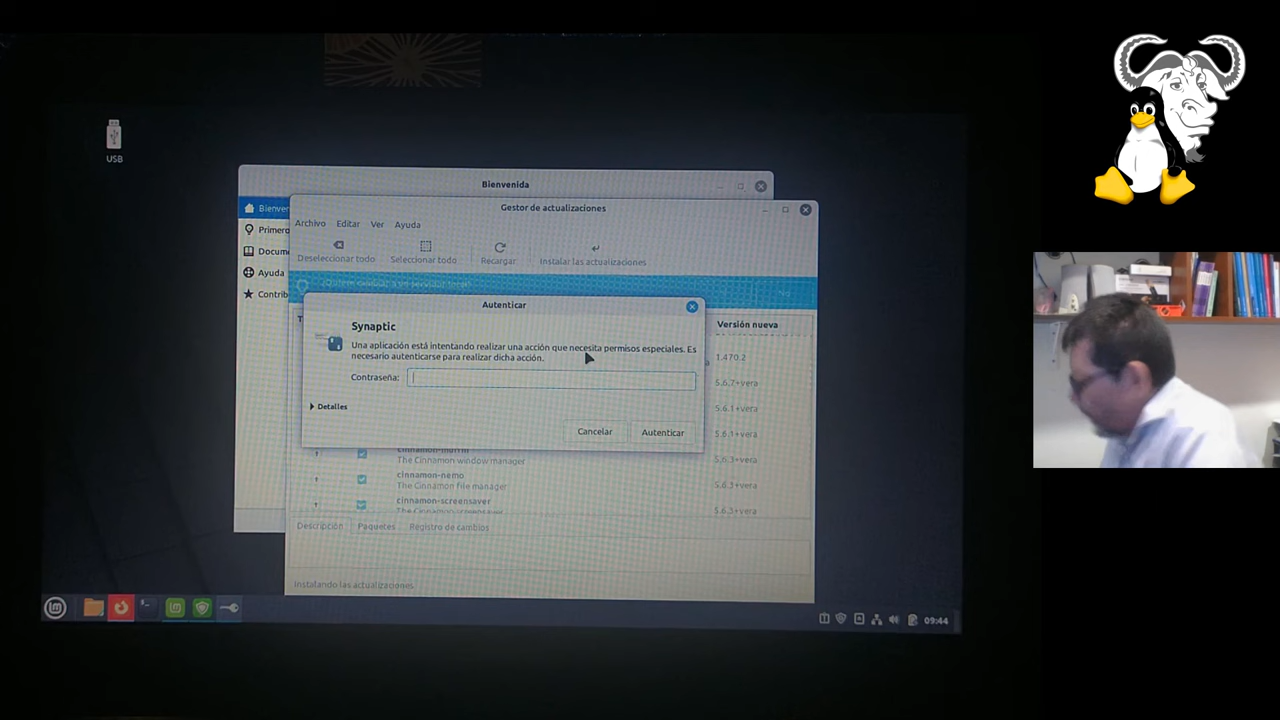 USB
Bienvenida
Gestor de actualizaciones
Bienven
Archivo Editar Ver Ayuda
Primero
Docum
Deseleccionar todo Seleccionar todo Recargar Instalar las actualizaciones
Ayuda
Contrib
Autenticar
Synaptic
Versión nueva
Una aplicación está intentando realizar una acción que necesita permisos especiales. Es
necesario autenticarse para realizar dicha acción.
1.470.2
Contraseña:
5.6.7+vera
Detalles
5.6.1+vera
Cancelar Autenticar
5.6.1+vera
The Cinnamon window manager
cinnamon-nemo
The Cinnamon file manager
5.6.3+vera
5.6.3+vera
cinnamon-screensaver
5.6.3+vera
Descripción Paquetes Registro de cambios
Instalando las actualizaciones
09:44